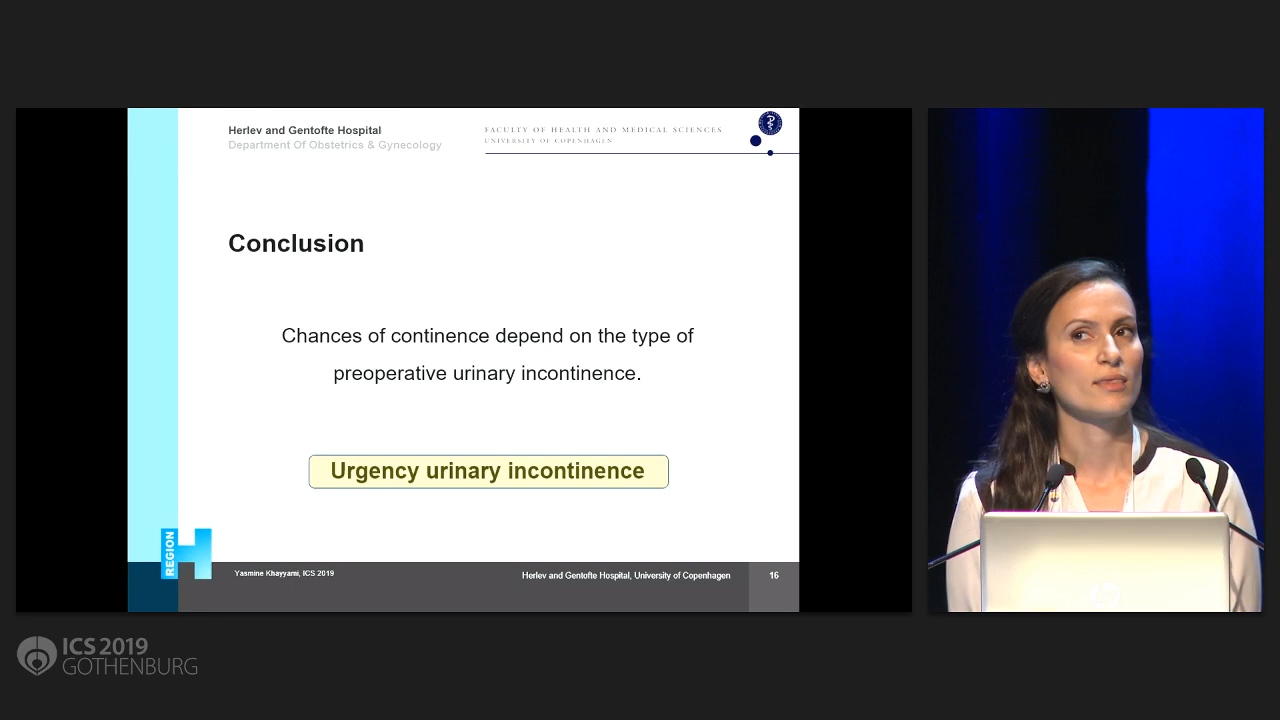 Herlev and Gentofte Hospital
Department Of Obstetrics & Gynecology
FACULTY OF HEALTH AND MEDICAL SCIENCES
UNIVERSITY OF COPENHAGEN
Conclusion
Chances of continence depend on the type of
preoperative urinary incontinence.
Urgency urinary incontinence
REGION
H
Yasmine Khayyami, ICS 2019
Herlev and Gentofte Hospital, University of Copenhagen
16
hp
ICS 2019
GOTHENBURG